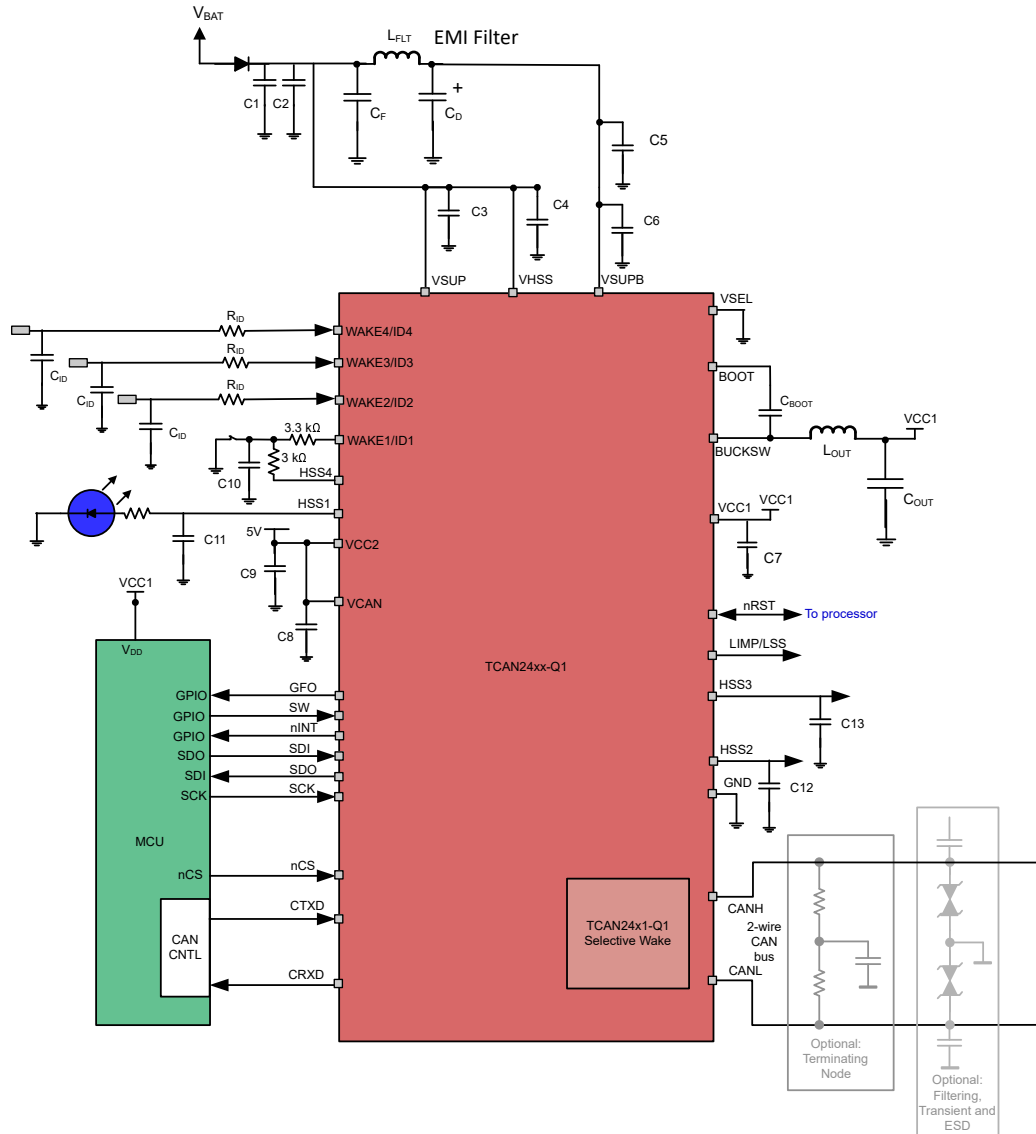 VBAT
LFLT
EMI Filter
C1
C2
CF
+
CD
C5
C3
C4
C6
VSUP
VHSS
VSUPB
VSEL
RID
WAKE4/ID4
RID
WAKE3/ID3
CID
BOOT
RID
WAKE2/ID2
CID
CBOOT
VCC1
CID
3.3 kΩ
WAKE1/ID1
BUCKSW
LOUT
3 kΩ
HSS4
C10
COUT
HSS1
VCC1
VCC1
5V
C11
VCC2
C7
C9
VCC1
VCAN
nRST
To processor
C8
VDD
LIMP/LSS
TCAN24xx-Q1
GPIO
GFO
HSS3
GPIO
SW
C13
GPIO
nINT
SDO
SDI
HSS2
SDI
SDO
GND
C12
SCK
SCK
MCU
nCS
nCS
CTXD
CANH
CAN
CNTL
TCAN24x1-Q1
Selective Wake
2-wire
CAN
bus
CRXD
CANL
Optional:
Terminating
Node
Optional:
Filtering,
Transient and
ESD